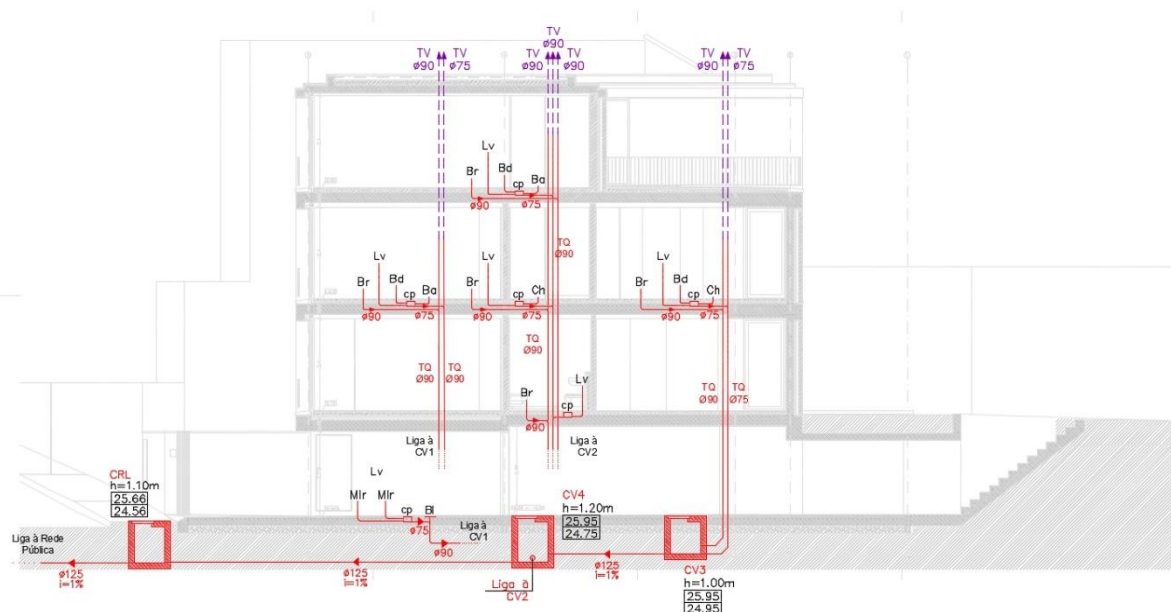 TV
ø90
TV
ø75
TV
ø90
TV
ø90
TV
ø90
TV
ø90
TV
ø75
Lv
Bd
Br
cp
Ba
ø90
ø75
TQ
Ø90
Lv
Bd
Br
cp
Ba
ø90
ø75
Lv
Br
cp
Ch
ø90
ø75
Lv
Bd
Br
cp
Ch
ø90
ø75
TQ
Ø90
TQ
Ø90
TQ
Ø90
TQ
Ø90
TQ
Ø75
Lv
Br
cp
ø90
Liga à
CV1
Liga à
CV2
Lv
Mlr
Mlr
cp
Bl
ø75
ø90
Liga à
CV1
CRL
h=1.10m
25.66
24.56
CV4
h=1.20m
25.95
24.75
Liga à Rede
Pública
ø125
i=1%
ø125
i=1%
ø125
i=1%
Liga à
CV2
CV3
h=1.00m
25.95
24.95